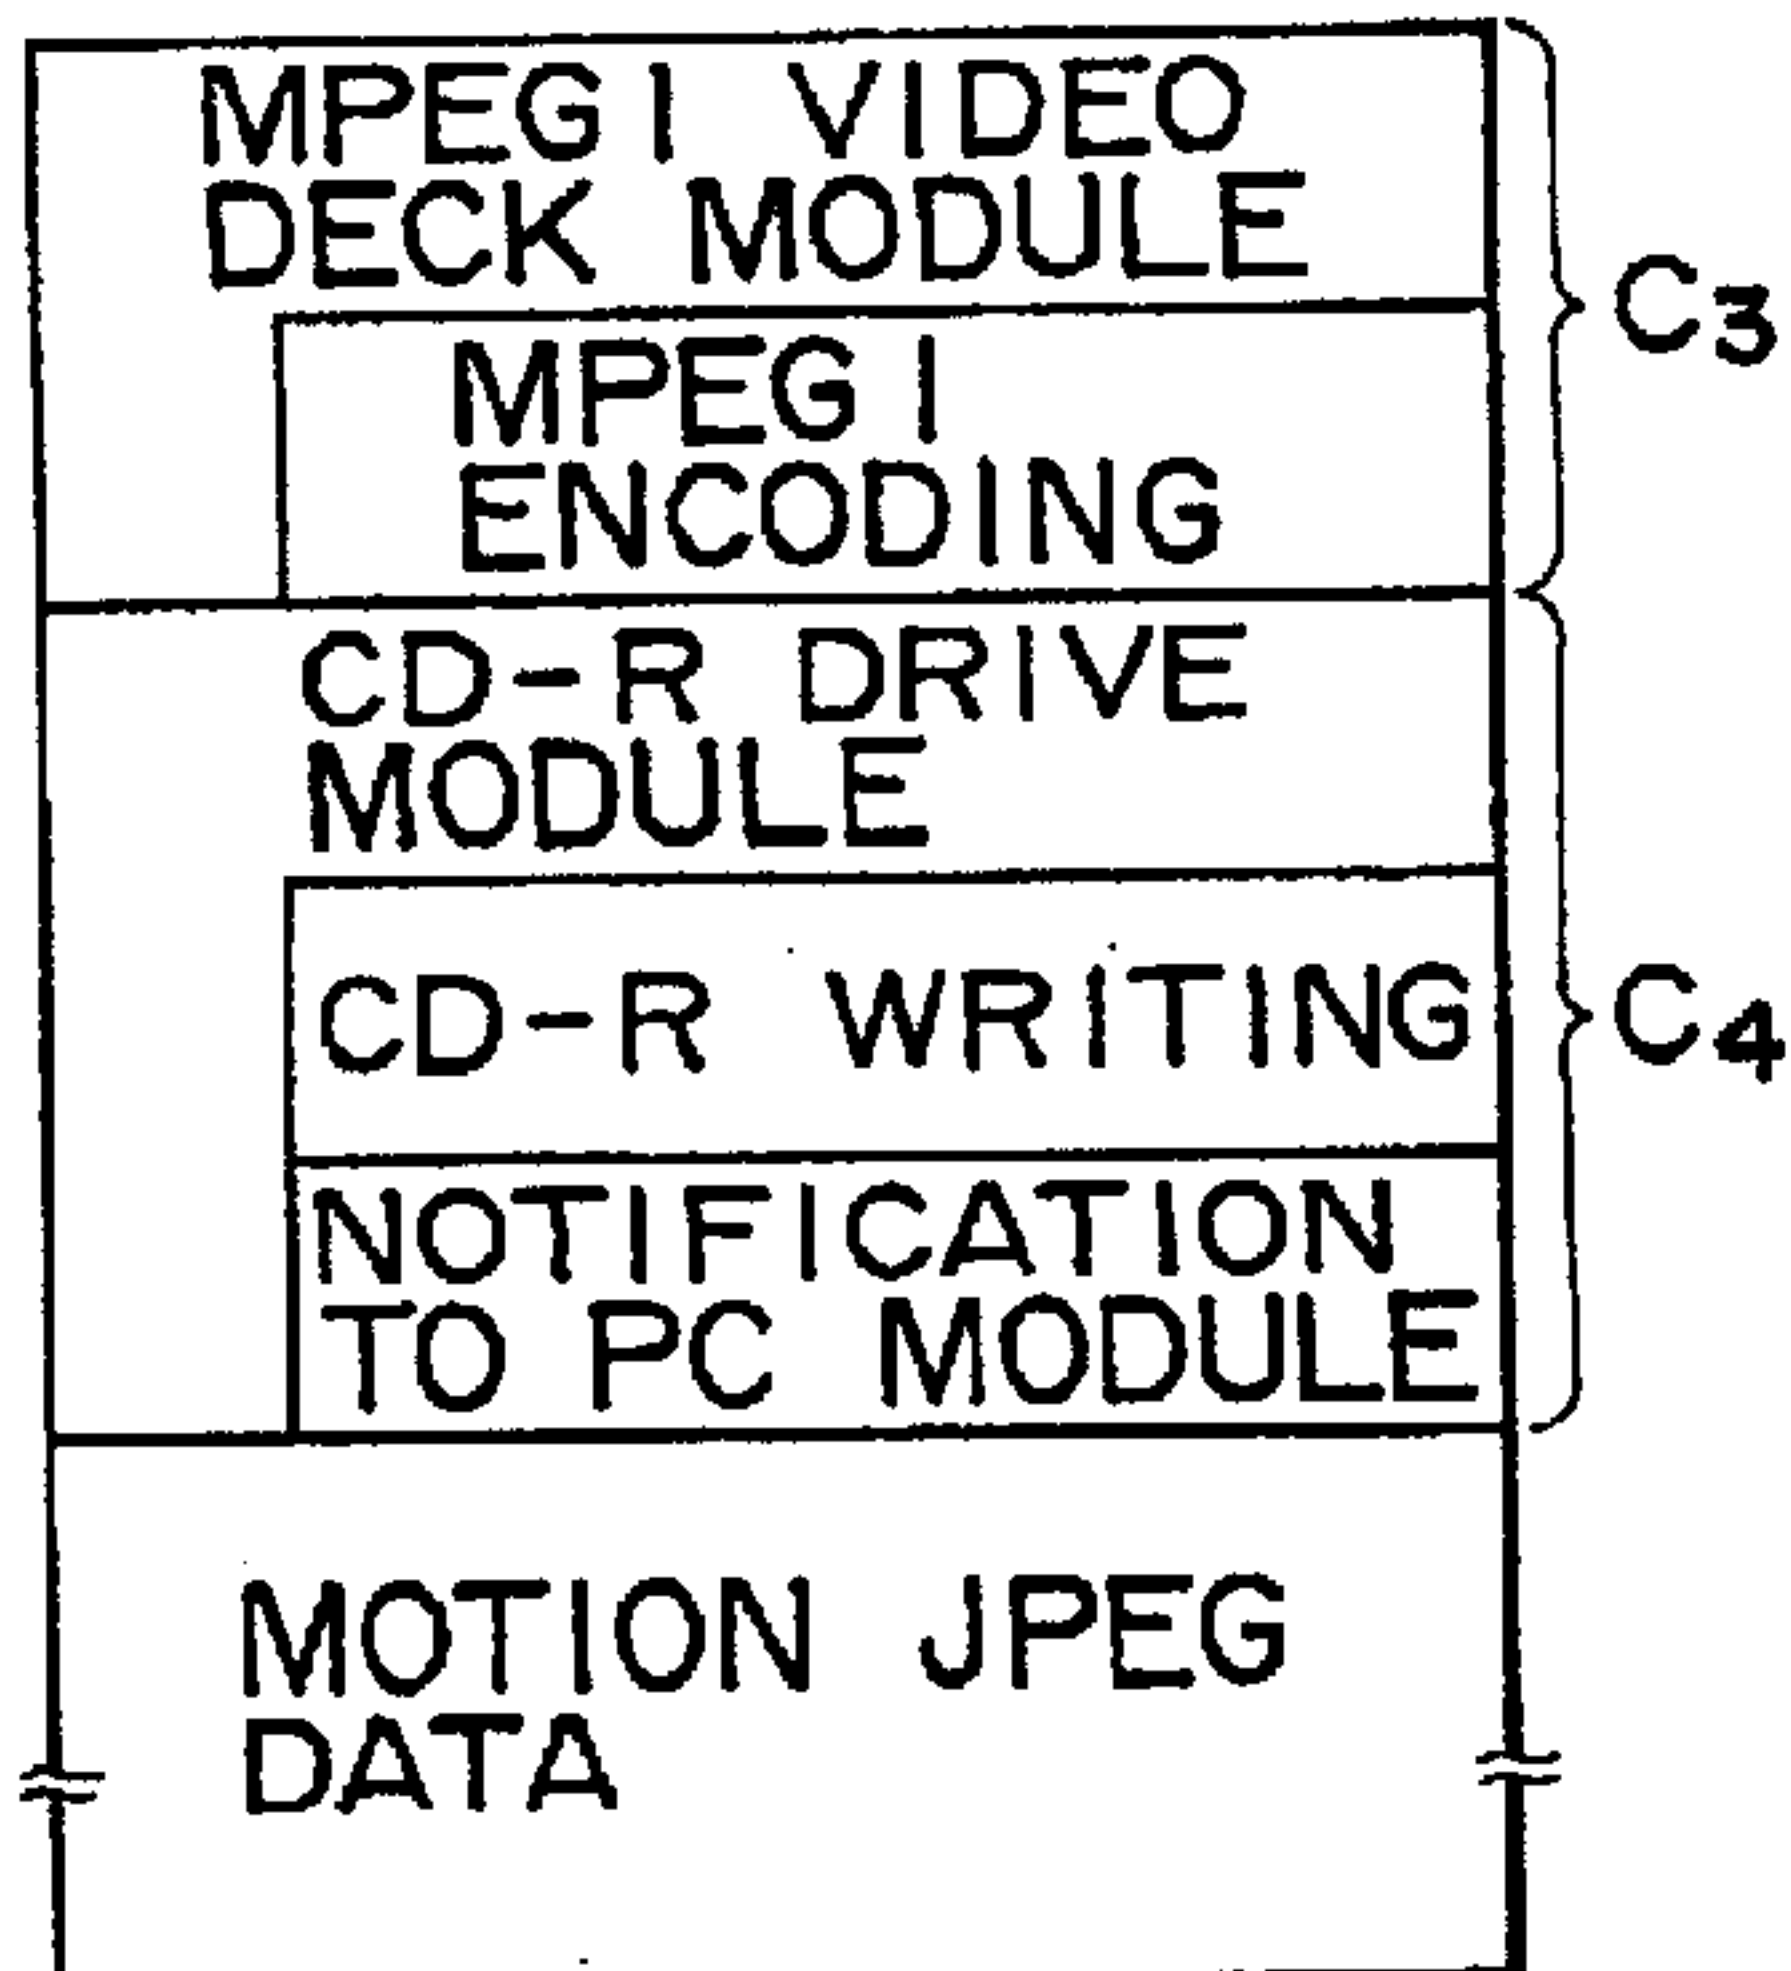 MPEG1 VIDEO
DECK MODULE
C3
MPEG1
ENCODING
CD-R DRIVE
MODULE
CD-R WRITING
C4
NOTIFICATION
TO PC MODULE
MOTION JPEG
DATA